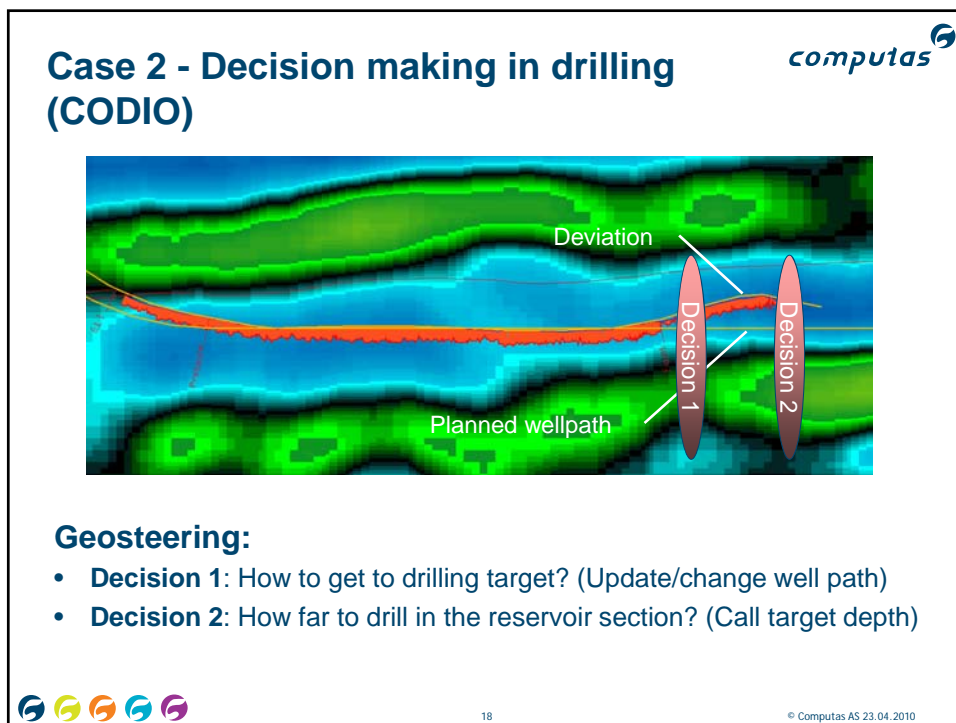 Case 2 - Decision making in drilling
(CODIO)
computas
Deviation
Decision 1
Decision 2
Planned wellpath
Geosteering:
• Decision 1: How to get to drilling target? (Update/change well path)
• Decision 2: How far to drill in the reservoir section? (Call target depth)
18
© Computas AS 23.04.2010